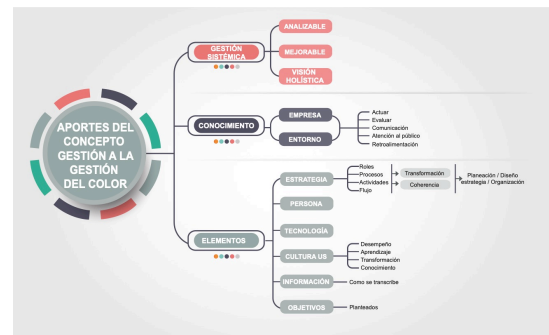 APORTES DEL
CONCEPTO
GESTIÓN A LA
GESTIÓN
DEL COLOR
GESTIÓN
SISTÉMICA
ANALIZABLE
MEJORABLE
VISIÓN
HOLÍSTICA
CONOCIMIENTO
EMPRESA
ENTORNO
Actuar
Evaluar
Comunicación
Atención al público
Retroalimentación
ELEMENTOS
ESTRATEGIA
Roles
Procesos
Actividades
Flujo
Transformación
Coherencia
Planeación / Diseño
estrategia / Organización
PERSONA
TECNOLOGÍA
CULTURA US
Desempeño
Aprendizaje
Transformación
Conocimiento
INFORMACIÓN
Como se transcribe
OBJETIVOS
Planteados